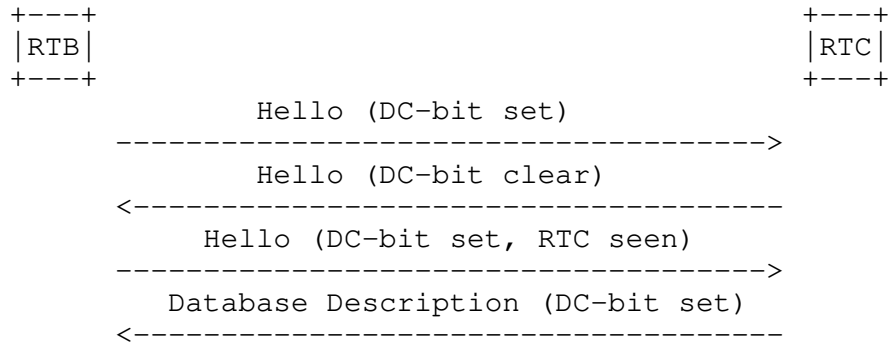 +---+                                         +---+
|RTB|                                         |RTC|
+---+                                         +---+
              Hello (DC-bit set)
      ------------------------------------->
              Hello (DC-bit clear)
      <-------------------------------------
           Hello (DC-bit set, RTC seen)
      ------------------------------------->
         Database Description (DC-bit set)
      <-------------------------------------